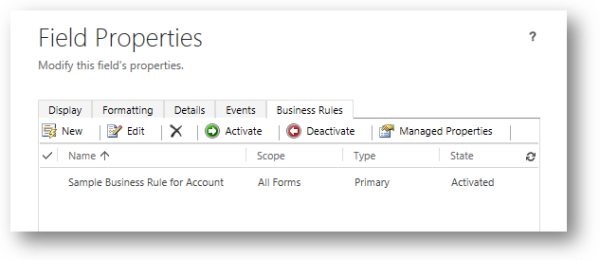 Field Properties ?
Modify this field's properties.
Display Formatting Details Events Business Rules
New Edit Activate Deactivate Managed Properties
Name Scope Type State
Sample Business Rule for Account All Forms Primary Activated